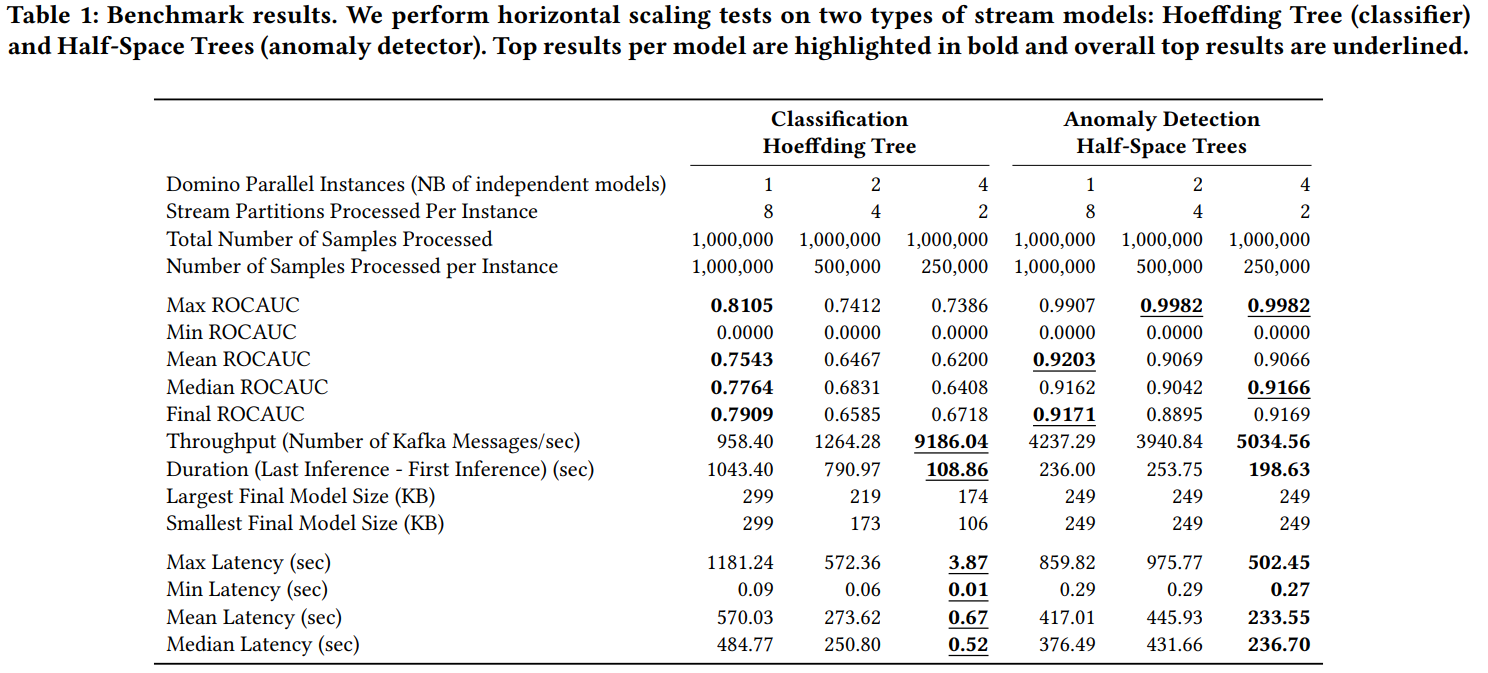 Table 1: Benchmark results. We perform horizontal scaling tests on two types of stream models: Hoeffding Tree (classifier)
and Half-Space Trees (anomaly detector). Top results per model are highlighted in bold and overall top results are underlined.
Classification Anomaly Detection
Hoeffding Tree Half-Space Trees
Domino Parallel Instances (NB of independent models) 1 2 4 1 2 4
Stream Partitions Processed Per Instance 8 4 2 8 4 2
Total Number of Samples Processed 1,000,000 1,000,000 1,000,000 1,000,000 1,000,000 1,000,000
Number of Samples Processed per Instance 1,000,000 500,000 250,000 1,000,000 500,000 250,000
Max ROCAUC 0.8105 0.7412 0.7386 0.9907 0.9982 0.9982
Min ROCAUC 0.0000 0.0000 0.0000 0.0000 0.0000 0.0000
Mean ROCAUC 0.7543 0.6467 0.6200 0.9203 0.9069 0.9066
Median ROCAUC 0.7764 0.6831 0.6408 0.9162 0.9042 0.9166
Final ROCAUC 0.7909 0.6585 0.6718 0.9171 0.8895 0.9169
Throughput (Number of Kafka Messages/sec) 958.40 1264.28 9186.04 4237.29 3940.84 5034.56
Duration (Last Inference - First Inference) (sec) 1043.40 790.97 108.86 236.00 253.75 198.63
Largest Final Model Size (KB) 299 219 174 249 249 249
Smallest Final Model Size (KB) 299 173 106 249 249 249
Max Latency (sec) 1181.24 572.36 3.87 859.82 975.77 502.45
Min Latency (sec) 0.09 0.06 0.01 0.29 0.29 0.27
Mean Latency (sec) 570.03 273.62 0.67 417.01 445.93 233.55
Median Latency (sec) 484.77 250.80 0.52 376.49 431.66 236.70